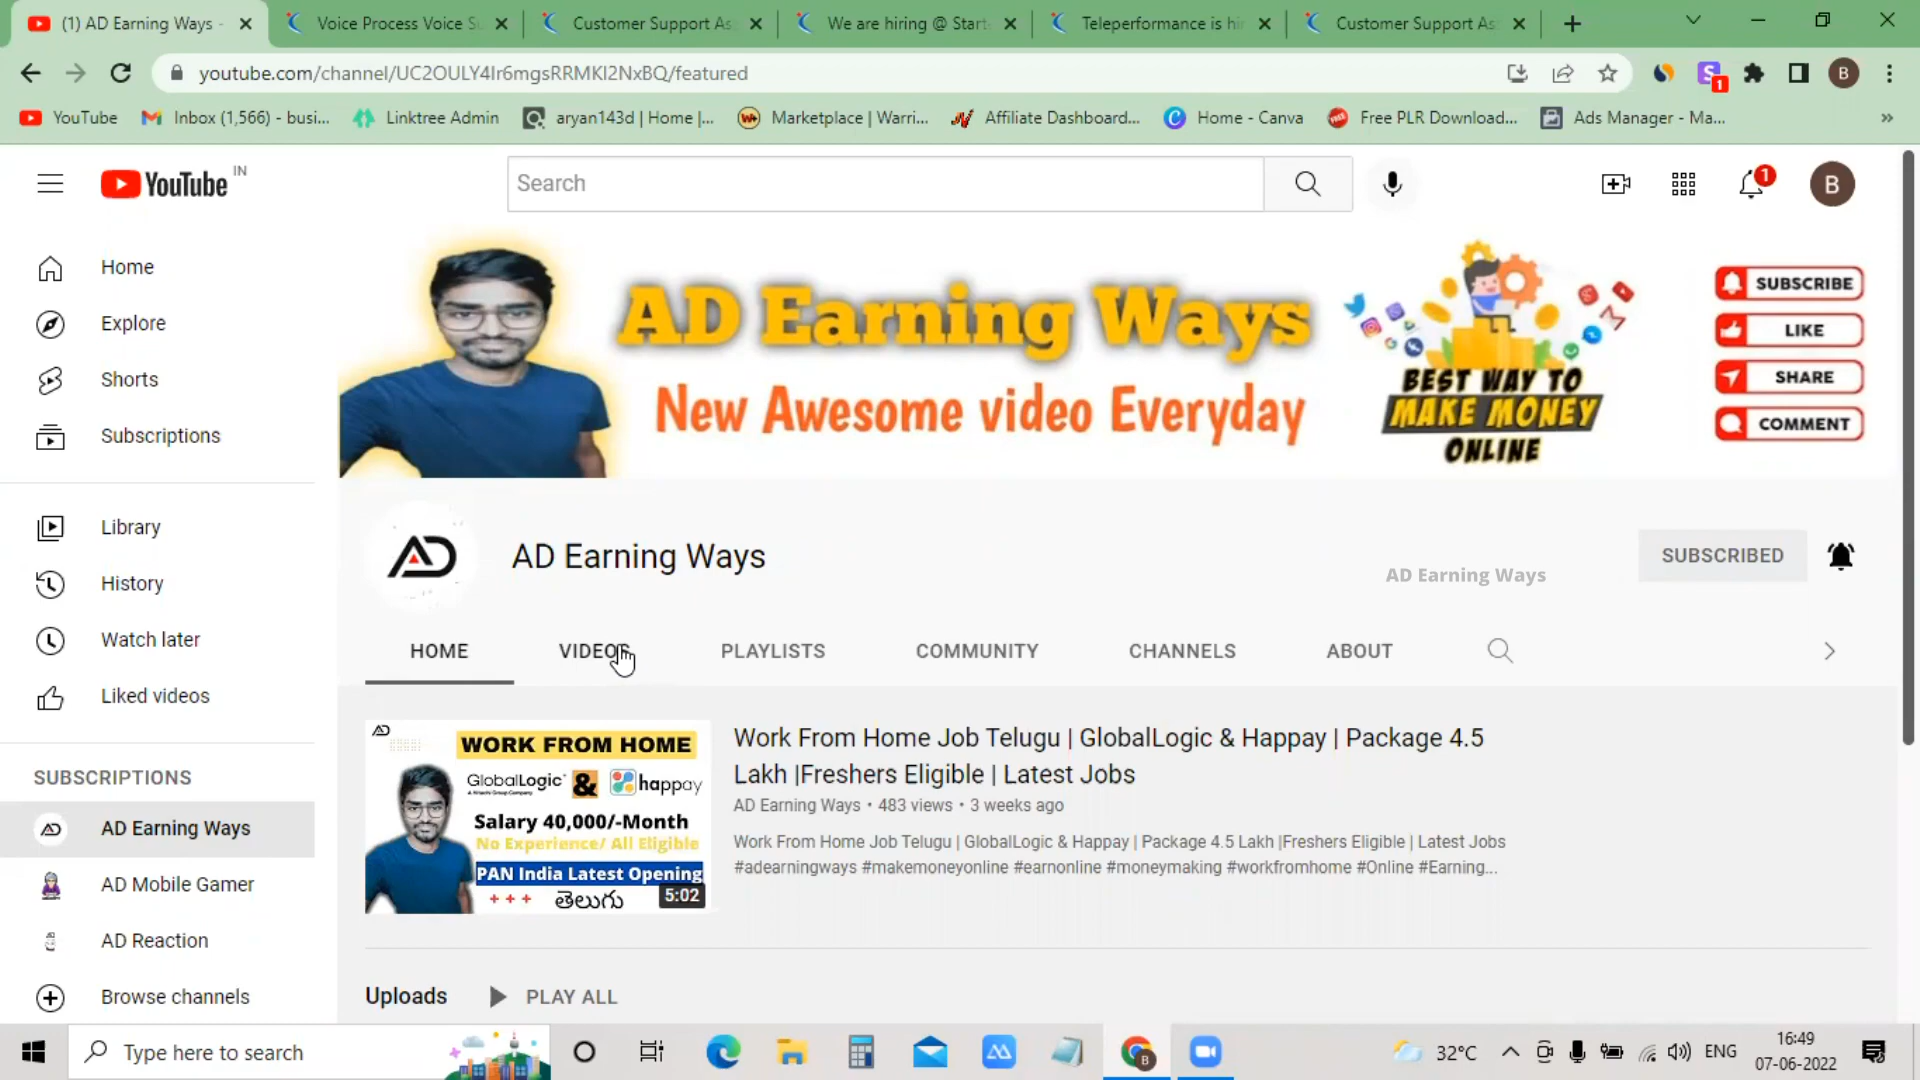 (1) AD Earning Ways -
Voice Process Voice Su
Customer Support As
We are hiring @ Start-
Teleperformance is hir
Customer Support As
youtube.com/channel/UC2OULY4Ir6mgsRRMKI2NxBQ/featured
S 1
B
YouTube
Inbox (1,566) - busi...
Linktree Admin
aryan143d | Home |...
Marketplace | Warri...
Affiliate Dashboard...
Home - Canva
Free PLR Download...
Ads Manager - Ma...
»
YouTube IN
Search
1
B
Home
Explore
Shorts
Subscriptions
Library
History
Watch later
Liked videos
SUBSCRIPTIONS
AD Earning Ways
AD Mobile Gamer
AD Reaction
Browse channels
AD Earning Ways
New Awesome video Everyday
BEST WAY TO
MAKE MONEY
ONLINE
SUBSCRIBE
LIKE
SHARE
COMMENT
AD
AD Earning Ways
AD Earning Ways
SUBSCRIBED
HOME
VIDEOS
PLAYLISTS
COMMUNITY
CHANNELS
ABOUT
AD
WORK FROM HOME
GlobalLogic & happay
Salary 40,000/-Month
No Experience/ All Eligible
PAN India Latest Opening
+ + + తెలుగు
5:02
Work From Home Job Telugu | GlobalLogic & Happay | Package 4.5
Lakh |Freshers Eligible | Latest Jobs
AD Earning Ways • 483 views • 3 weeks ago
Work From Home Job Telugu | GlobalLogic & Happay | Package 4.5 Lakh |Freshers Eligible | Latest Jobs
#adearningways #makemoneyonline #earnonline #moneymaking #workfromhome #Online #Earning...
Uploads
PLAY ALL
Type here to search
B
32°C
ENG
16:49
07-06-2022